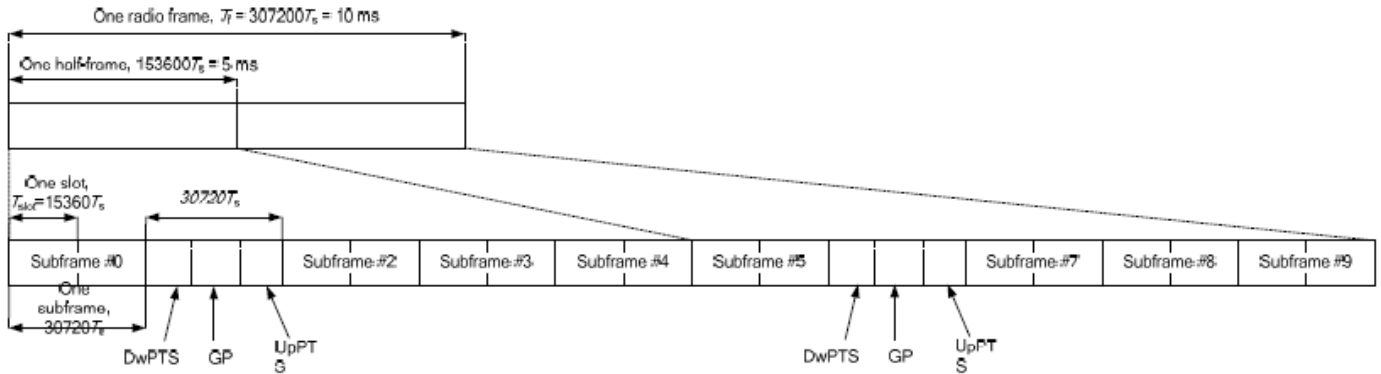 One radio frame, Tf = 307200Ts = 10 ms
One half-frame, 153600Ts = 5 ms
One slot,
Tslot=15360Ts
30720Ts
Subframe #0
Subframe #2
Subframe #3
Subframe #4
Subframe #5
Subframe #7
Subframe #8
Subframe #9
One
subframe,
30720Ts
DwPTS
GP
UpPT
S
DwPTS
GP
UpPT
S